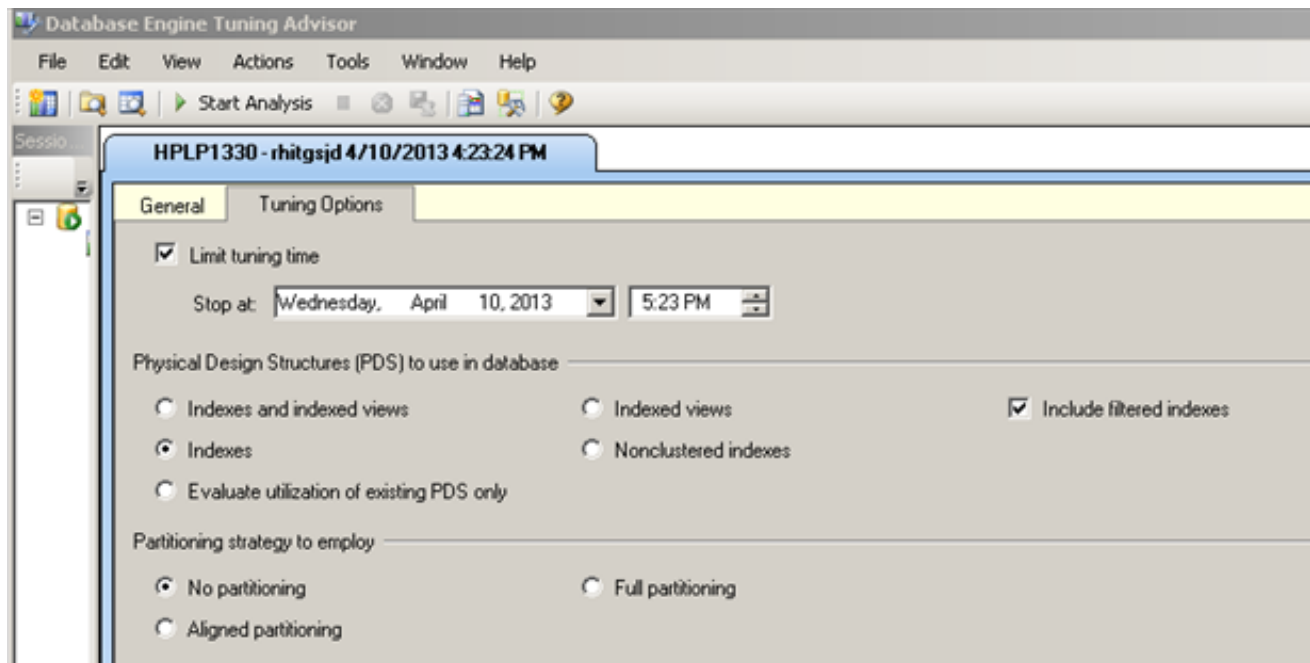 Database Engine Tuning Advisor
File Edit View Actions Tools Window Help
Start Analysis
Sessio...
HPLP1330 - rhitgsjd 4/10/2013 4:23:24 PM
General Tuning Options
Limit tuning time
Stop at: Wednesday, April 10, 2013 5:23 PM
Physical Design Structures (PDS) to use in database
Indexes and indexed views Indexed views Include filtered indexes
Indexes Nonclustered indexes
Evaluate utilization of existing PDS only
Partitioning strategy to employ
No partitioning Full partitioning
Aligned partitioning